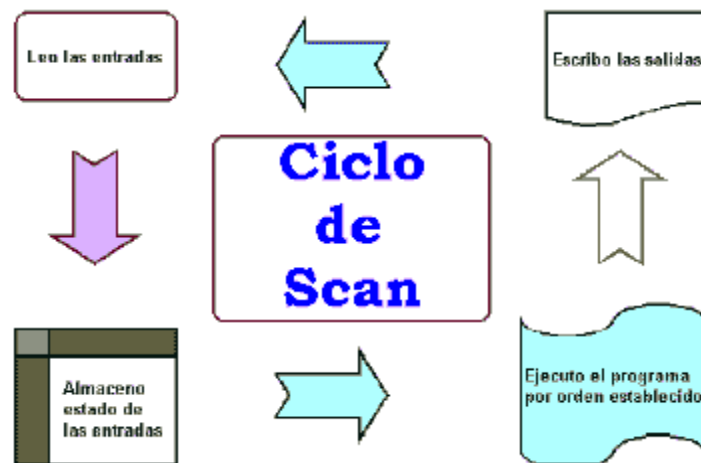 Leo las entradas
Escribo las salidas
Ciclo
de
Scan
Almaceno
estado de
las entradas
Ejecuto el programa
por orden establecido